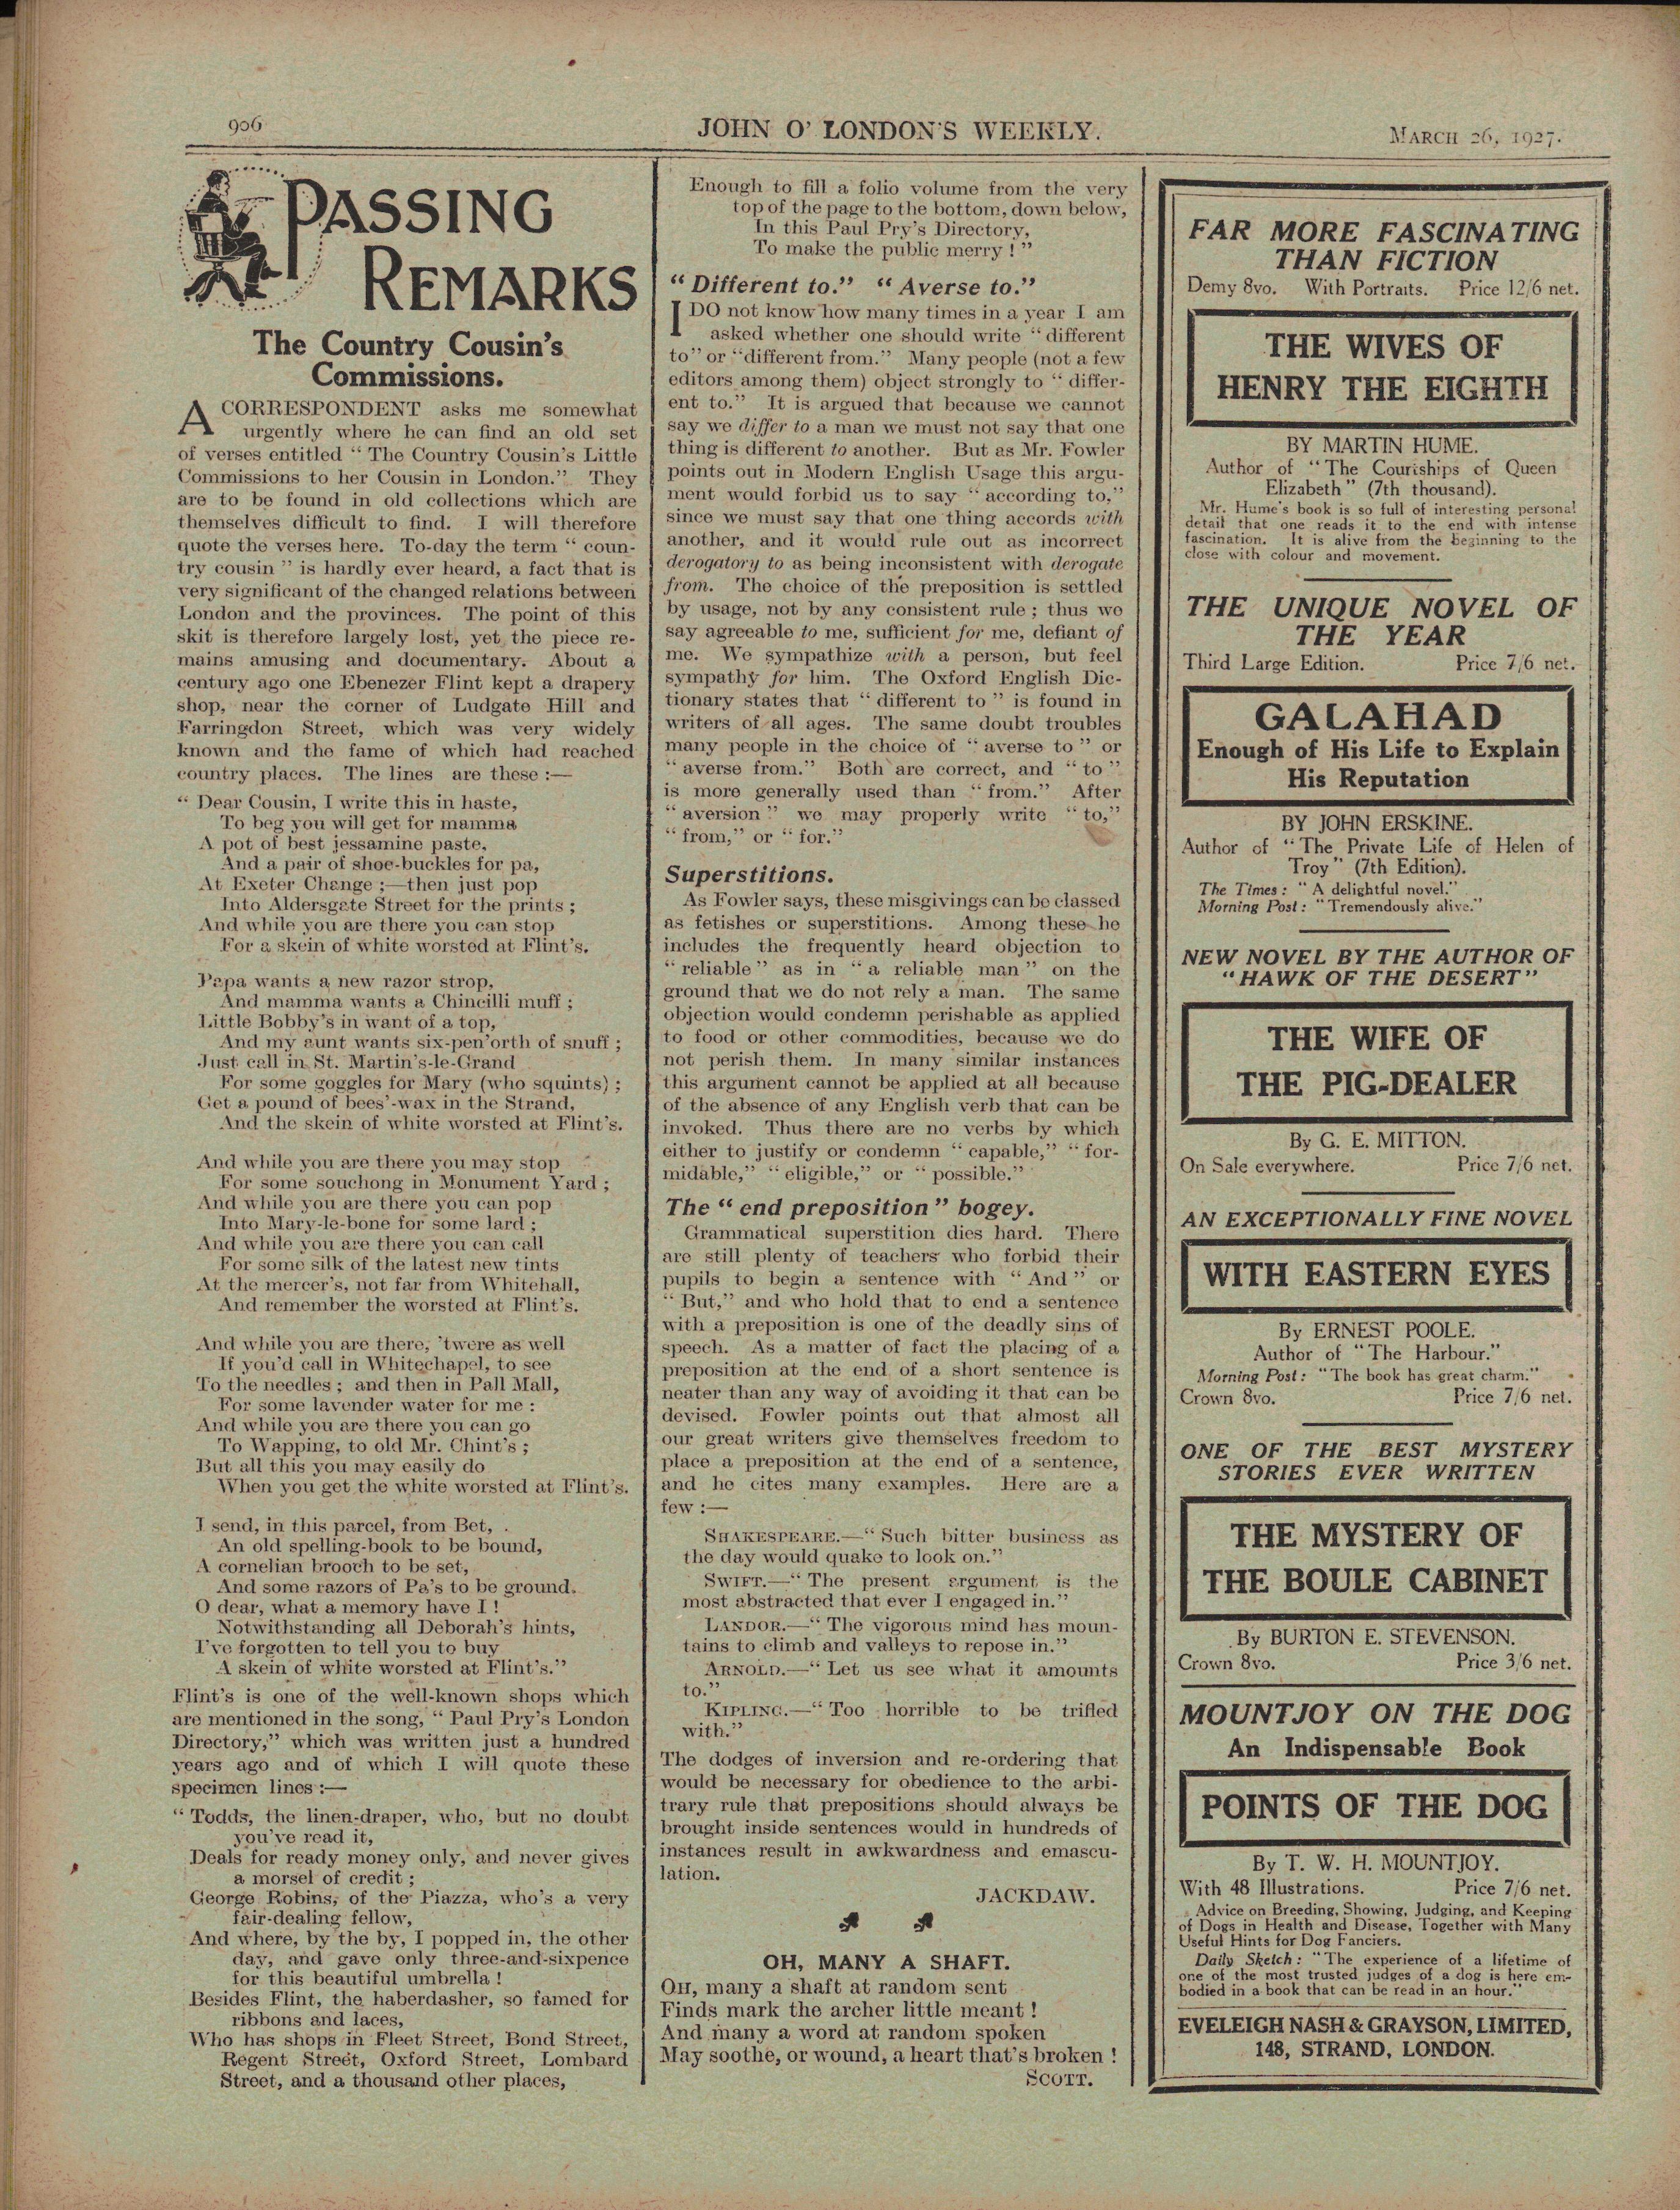 906
JOHN O' LONDON'S WEEKLY.
MARCH 26, 1927.
PASSING
REMARKS
The Country Cousin's
Commissions.
A CORRESPONDENT asks me somewhat
urgently where he can find an old set
of verses entitled “ The Country Cousin's Little
Commissions to her Cousin in London.” They
are to be found in old collections which are
themselves difficult to find. I will therefore
quote the verses here. To-day the term “ coun-
try cousin ” is hardly ever heard, a fact that is
very significant of the changed relations between
London and the provinces. The point of this
skit is therefore largely lost, yet the piece re-
mains amusing and documentary. About a
century ago one Ebenezer Flint kept a drapery
shop, near the corner of Ludgate Hill and
Farringdon Street, which was very widely
known and the fame of which had reached
country places. The lines are these :—
“ Dear Cousin, I write this in haste,
To beg you will get for mamma
A pot of best jessamine paste,
And a pair of shoe-buckles for pa,
At Exeter Change ;—then just pop
Into Aldersgate Street for the prints ;
And while you are there you can stop
For a skein of white worsted at Flint's.
Papa wants a new razor strop,
And mamma wants a Chincilli muff ;
Little Bobby's in want of a top,
And my aunt wants six-pen'orth of snuff ;
Just call in St. Martin's-le-Grand
For some goggles for Mary (who squints) ;
Get a pound of bees'-wax in the Strand,
And the skein of white worsted at Flint's.
And while you are there you may stop
For some souchong in Monument Yard ;
And while you are there you can pop
Into Mary-le-bone for some lard ;
And while you are there you can call
For some silk of the latest new tints
At the mercer's, not far from Whitehall,
And remember the worsted at Flint's.
And while you are there, 'twere as well
If you'd call in Whitechapel, to see
To the needles ; and then in Pall Mall,
For some lavender water for me :
And while you are there you can go
To Wapping, to old Mr. Chint's ;
But all this you may easily do
When you get the white worsted at Flint's.
I send, in this parcel, from Bet,
An old spelling-book to be bound,
A cornelian brooch to be set,
And some razors of Pa's to be ground.
O dear, what a memory have I !
Notwithstanding all Deborah's hints,
I've forgotten to tell you to buy
A skein of white worsted at Flint's.”
Flint's is one of the well-known shops which
are mentioned in the song, “ Paul Pry's London
Directory,” which was written just a hundred
years ago and of which I will quote these
specimen lines :—
“ Todds, the linen-draper, who, but no doubt
you've read it,
Deals for ready money only, and never gives
a morsel of credit ;
George Robins, of the Piazza, who's a very
fair-dealing fellow,
And where, by the by, I popped in, the other
day, and gave only three-and-sixpence
for this beautiful umbrella !
Besides Flint, the haberdasher, so famed for
ribbons and laces,
Who has shops in Fleet Street, Bond Street,
Regent Street, Oxford Street, Lombard
Street, and a thousand other places,
Enough to fill a folio volume from the very
top of the page to the bottom, down below,
In this Paul Pry's Directory,
To make the public merry ! ”
“ Different to.” “ Averse to.”
I DO not know how many times in a year I am
asked whether one should write “ different
to” or “different from.” Many people (not a few
editors among them) object strongly to “ differ-
ent to.” It is argued that because we cannot
say we differ to a man we must not say that one
thing is different to another. But as Mr. Fowler
points out in Modern English Usage this argu-
ment would forbid us to say “ according to,”
since we must say that one thing accords with
another, and it would rule out as incorrect
derogatory to as being inconsistent with derogate
from. The choice of the preposition is settled
by usage, not by any consistent rule ; thus we
say agreeable to me, sufficient for me, defiant of
me. We sympathize with a person, but feel
sympathy for him. The Oxford English Dic-
tionary states that “ different to ” is found in
writers of all ages. The same doubt troubles
many people in the choice of “ averse to ” or
“ averse from.” Both are correct, and “ to ”
is more generally used than “ from.” After
“ aversion ” we may properly write “ to,”
“ from,” or “ for.”
Superstitions.
As Fowler says, these misgivings can be classed
as fetishes or superstitions. Among these he
includes the frequently heard objection to
“ reliable ” as in “ a reliable man ” on the
ground that we do not rely a man. The same
objection would condemn perishable as applied
to food or other commodities, because we do
not perish them. In many similar instances
this argument cannot be applied at all because
of the absence of any English verb that can be
invoked. Thus there are no verbs by which
either to justify or condemn “ capable,” “ for-
midable,” “ eligible,” or “ possible.”
The “ end preposition ” bogey.
Grammatical superstition dies hard. There
are still plenty of teachers who forbid their
pupils to begin a sentence with “ And ” or
“ But,” and who hold that to end a sentence
with a preposition is one of the deadly sins of
speech. As a matter of fact the placing of a
preposition at the end of a short sentence is
neater than any way of avoiding it that can be
devised. Fowler points out that almost all
our great writers give themselves freedom to
place a preposition at the end of a sentence,
and he cites many examples. Here are a
few :—
SHAKESPEARE.—“ Such bitter business as
the day would quake to look on.”
SWIFT.—“ The present argument is the
most abstracted that ever I engaged in.”
LANDOR.—“ The vigorous mind has moun-
tains to climb and valleys to repose in.”
ARNOLD.—“ Let us see what it amounts
to.”
KIPLING.—“ Too horrible to be trifled
with.”
The dodges of inversion and re-ordering that
would be necessary for obedience to the arbi-
trary rule that prepositions should always be
brought inside sentences would in hundreds of
instances result in awkwardness and emascu-
lation.
JACKDAW.
OH, MANY A SHAFT.
OH, many a shaft at random sent
Finds mark the archer little meant !
And many a word at random spoken
May soothe, or wound, a heart that's broken !
SCOTT.
FAR MORE FASCINATING
THAN FICTION
Demy 8vo. With Portraits. Price 12/6 net.
THE WIVES OF
HENRY THE EIGHTH
BY MARTIN HUME.
Author of “The Courtships of Queen
Elizabeth” (7th thousand).
Mr. Hume's book is so full of interesting personal
detail that one reads it to the end with intense
fascination. It is alive from the beginning to the
close with colour and movement.
THE UNIQUE NOVEL OF
THE YEAR
Third Large Edition. Price 7/6 net.
GALAHAD
Enough of His Life to Explain
His Reputation
BY JOHN ERSKINE.
Author of “The Private Life of Helen of
Troy” (7th Edition).
The Times: “A delightful novel.”
Morning Post: “Tremendously alive.”
NEW NOVEL BY THE AUTHOR OF
“HAWK OF THE DESERT”
THE WIFE OF
THE PIG-DEALER
By G. E. MITTON.
On Sale everywhere. Price 7/6 net.
AN EXCEPTIONALLY FINE NOVEL
WITH EASTERN EYES
By ERNEST POOLE.
Author of “The Harbour.”
Morning Post: “The book has great charm.”
Crown 8vo. Price 7/6 net.
ONE OF THE BEST MYSTERY
STORIES EVER WRITTEN
THE MYSTERY OF
THE BOULE CABINET
By BURTON E. STEVENSON.
Crown 8vo. Price 3/6 net.
MOUNTJOY ON THE DOG
An Indispensable Book
POINTS OF THE DOG
By T. W. H. MOUNTJOY.
With 48 Illustrations. Price 7/6 net.
Advice on Breeding, Showing, Judging, and Keeping
of Dogs in Health and Disease, Together with Many
Useful Hints for Dog Fanciers.
Daily Sketch: “The experience of a lifetime of
one of the most trusted judges of a dog is here em-
bodied in a book that can be read in an hour.”
EVELEIGH NASH & GRAYSON, LIMITED,
148, STRAND, LONDON.